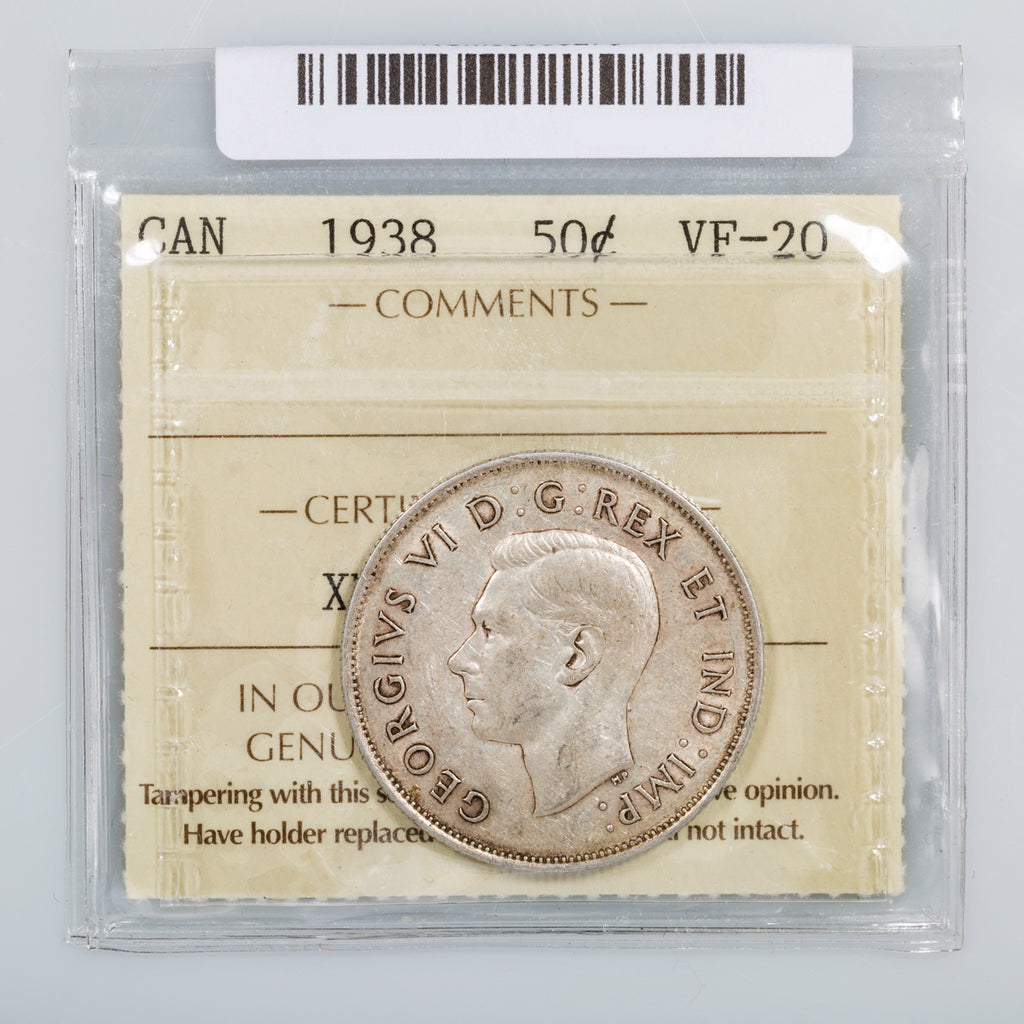 CAN 1938 50¢ VF-20
— COMMENTS —
— CERTI
X
IN OU
GENU
Tampering with this s ve opinion.
Have holder replaced not intact.
GEORGIVS VI D:G:REX ET IND:IMP: